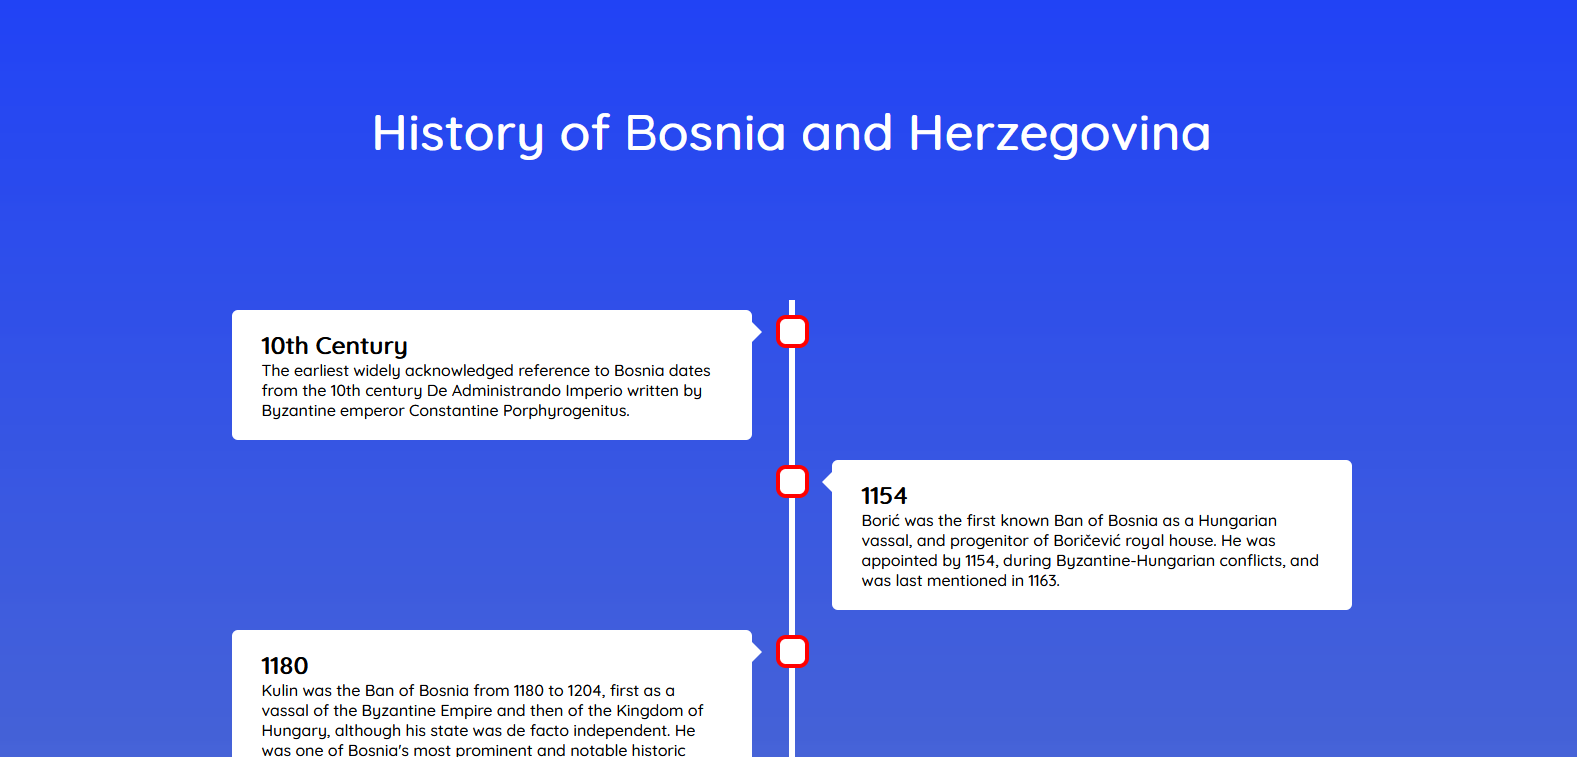 History of Bosnia and Herzegovina
10th Century
The earliest widely acknowledged reference to Bosnia dates
from the 10th century De Administrando Imperio written by
Byzantine emperor Constantine Porphyrogenitus.
1154
Borić was the first known Ban of Bosnia as a Hungarian
vassal, and progenitor of Boričević royal house. He was
appointed by 1154, during Byzantine-Hungarian conflicts, and
was last mentioned in 1163.
1180
Kulin was the Ban of Bosnia from 1180 to 1204, first as a
vassal of the Byzantine Empire and then of the Kingdom of
Hungary, although his state was de facto independent. He
was one of Bosnia's most prominent and notable historic